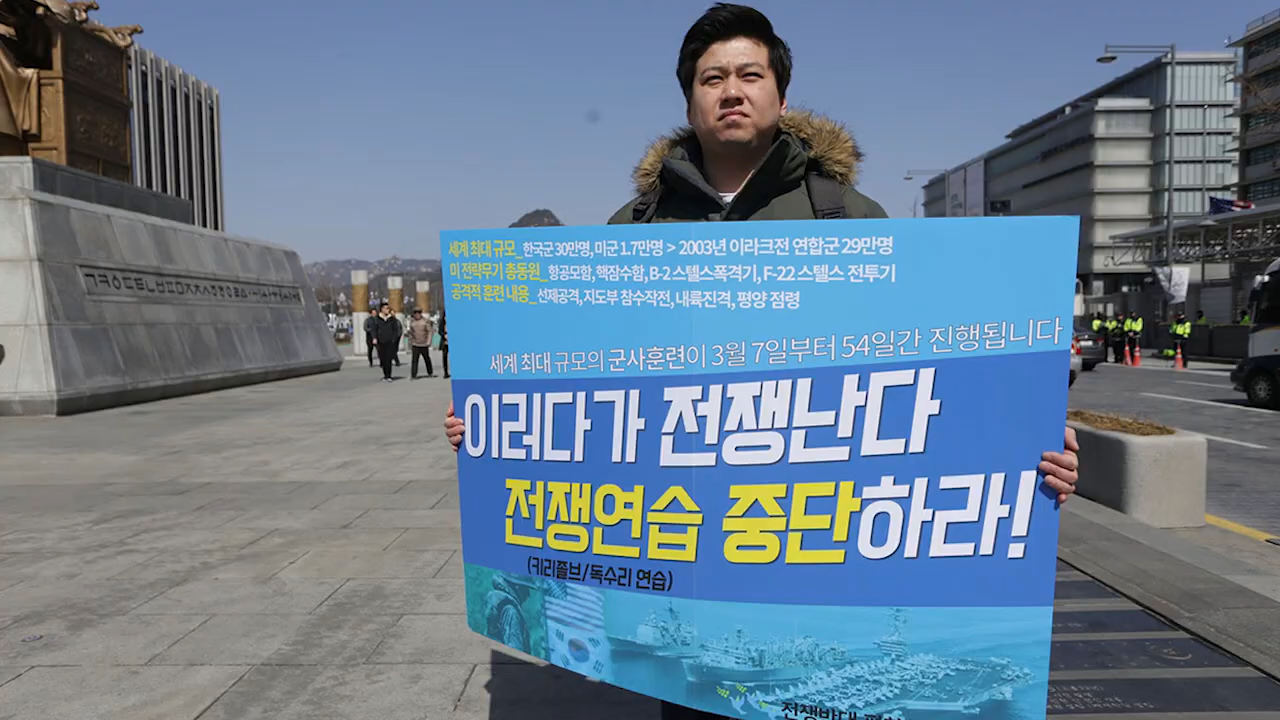 세계 최대 규모_ 한국군 30만명, 미군 1.7만명 > 2003년 이라크전 연합군 29만명
미 전략무기 총동원_ 항공모함, 핵잠수함, B-2 스텔스폭격기, F-22 스텔스 전투기
공격적 훈련 내용_ 선제공격, 지도부 참수작전, 내륙진격, 평양 점령
세계 최대 규모의 군사훈련이 3월 7일부터 54일간 진행됩니다
이러다가 전쟁난다
전쟁연습 중단하라!
(키리졸브/독수리 연습)
전쟁반대